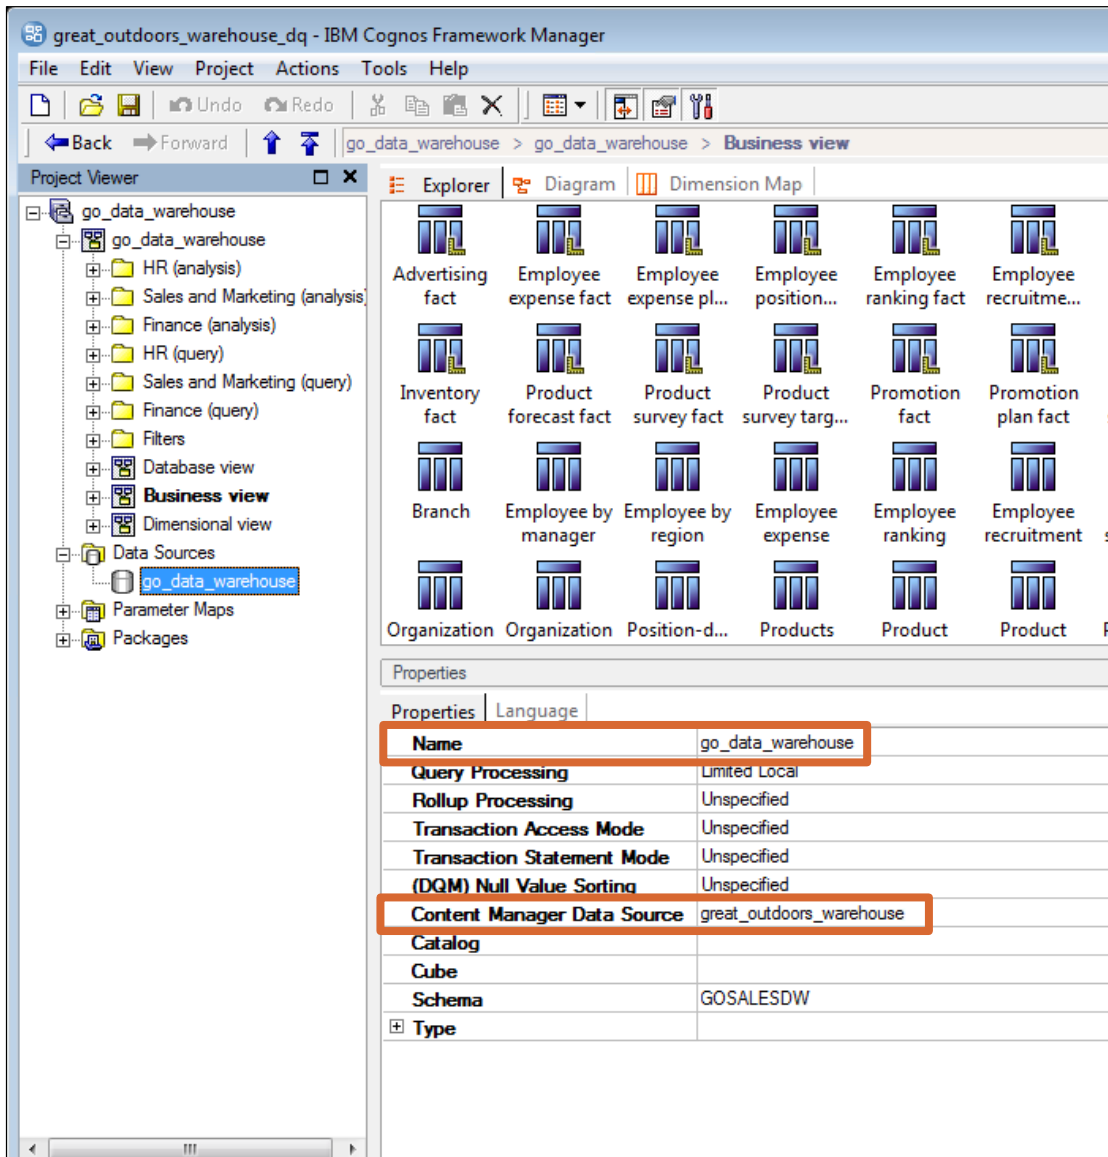 great_outdoors_warehouse_dq - IBM Cognos Framework Manager
File Edit View Project Actions Tools Help
Undo Redo
Back Forward go_data_warehouse > go_data_warehouse > Business view
Project Viewer
go_data_warehouse
go_data_warehouse
HR (analysis)
Sales and Marketing (analysis)
Finance (analysis)
HR (query)
Sales and Marketing (query)
Finance (query)
Filters
Database view
Business view
Dimensional view
Data Sources
go_data_warehouse
Parameter Maps
Packages
Explorer Diagram Dimension Map
Advertising Employee Employee Employee Employee Employee
fact expense fact expense pl... position... ranking fact recruitme...
Inventory Product Product Product Promotion Promotion
fact forecast fact survey fact survey targ... fact plan fact
Branch Employee by Employee by Employee Employee Employee
manager region expense ranking recruitment
Organization Organization Position-d... Products Product Product
Properties
Properties Language
Name go_data_warehouse
Query Processing Limited Local
Rollup Processing Unspecified
Transaction Access Mode Unspecified
Transaction Statement Mode Unspecified
(DQM) Null Value Sorting Unspecified
Content Manager Data Source great_outdoors_warehouse
Catalog
Cube
Schema GOSALESDW
Type